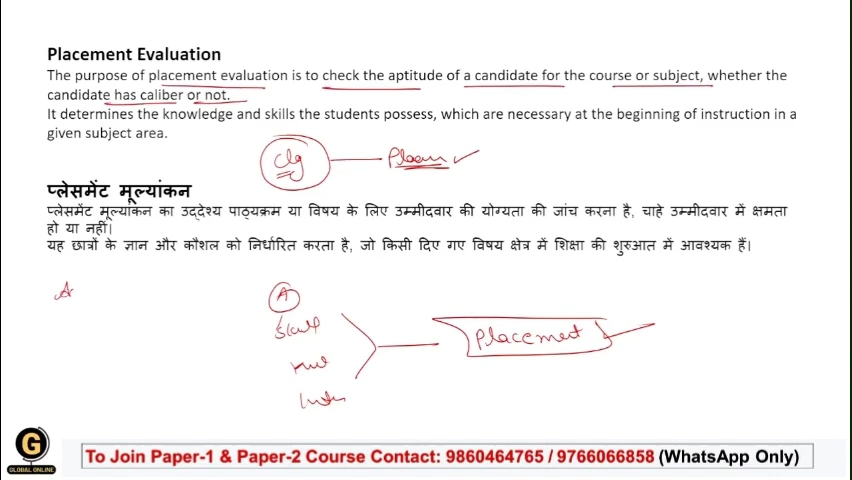 Placement Evaluation
The purpose of placement evaluation is to check the aptitude of a candidate for the course or subject, whether the
candidate has caliber or not.
It determines the knowledge and skills the students possess, which are necessary at the beginning of instruction in a
given subject area.
Clg
प्लेसमेंट मूल्यांकन
प्लेसमेंट मूल्यांकन का उद्देश्य पाठ्यक्रम या विषय के लिए उम्मीदवार की योग्यता की जांच करना है, चाहे उम्मीदवार में क्षमता
हो या नहीं।
यह छात्रों के ज्ञान और कौशल को निर्धारित करता है, जो किसी दिए गए विषय क्षेत्र में शिक्षा की शुरुआत में आवश्यक हैं।
A
Placement
G
GLOBAL ONLINE
To Join Paper-1 & Paper-2 Course Contact: 9860464765 / 9766066858 (WhatsApp Only)